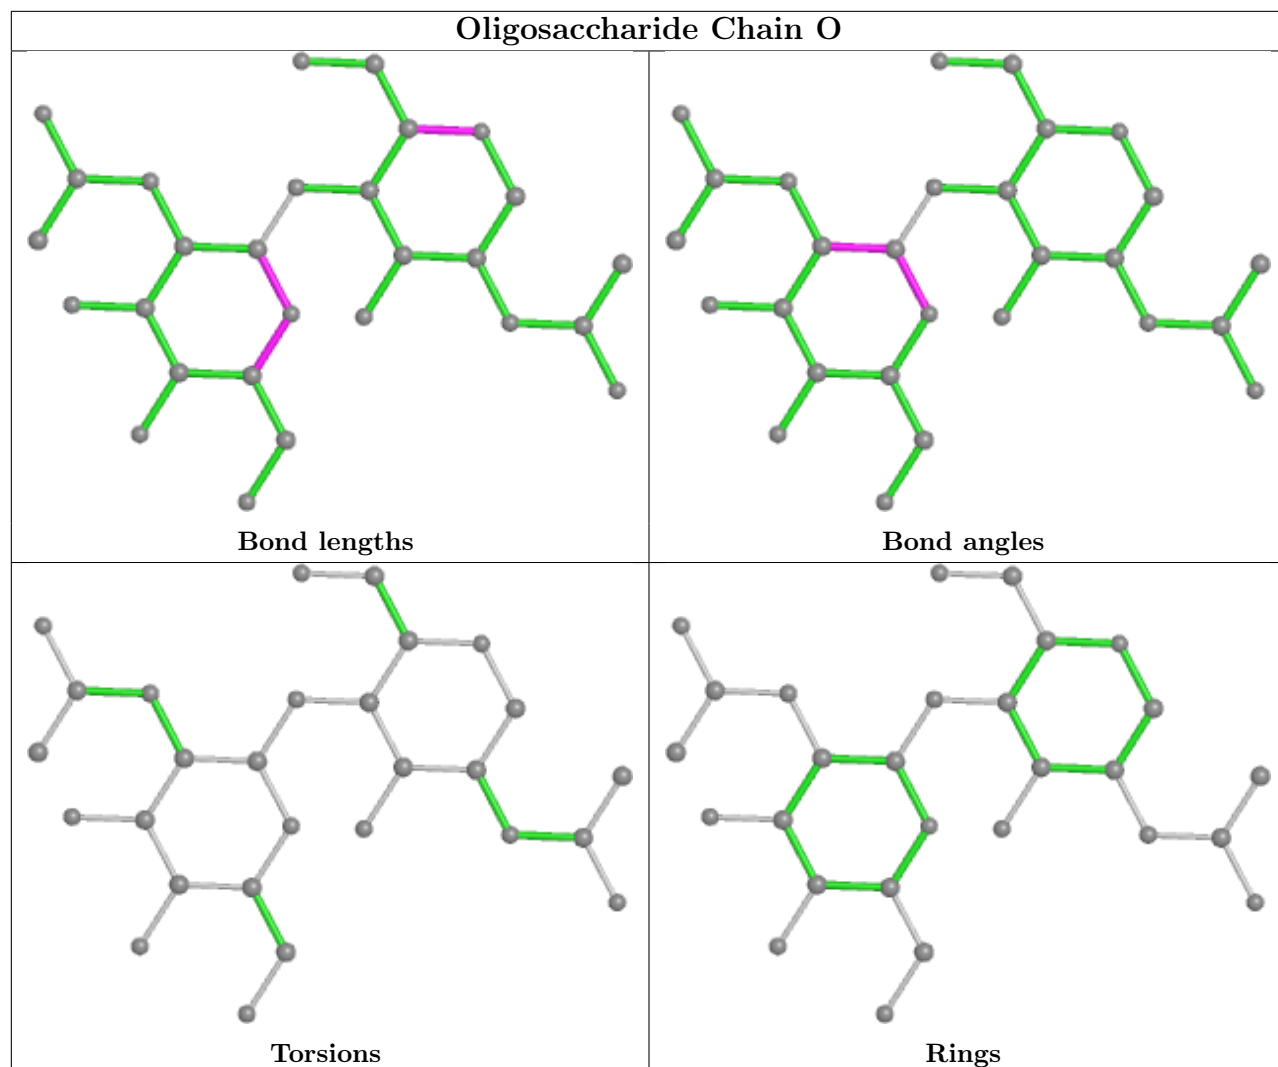 Oligosaccharide Chain O
Bond lengths
Bond angles
Torsions
Rings